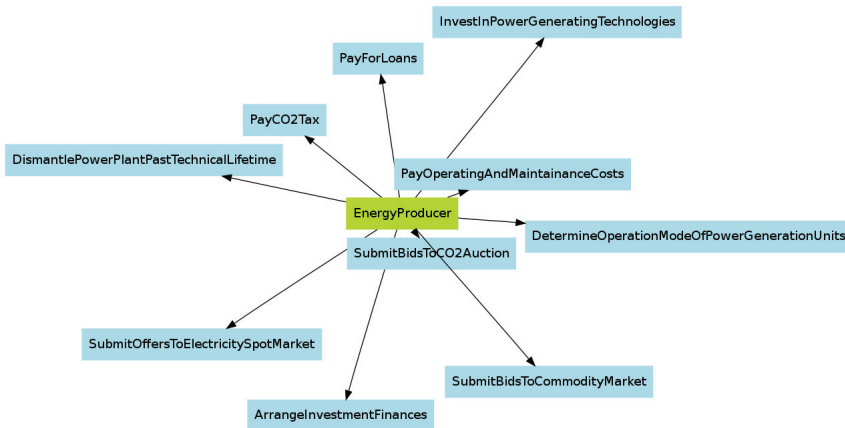 InvestInPowerGeneratingTechnologies
PayForLoans
PayCO2Tax
DismantlePowerPlantPastTechnicalLifetime
PayOperatingAndMaintainanceCosts
EnergyProducer
DetermineOperationModeOfPowerGenerationUnits
SubmitBidsToCO2Auction
SubmitOffersToElectricitySpotMarket
SubmitBidsToCommodityMarket
ArrangeInvestmentFinances